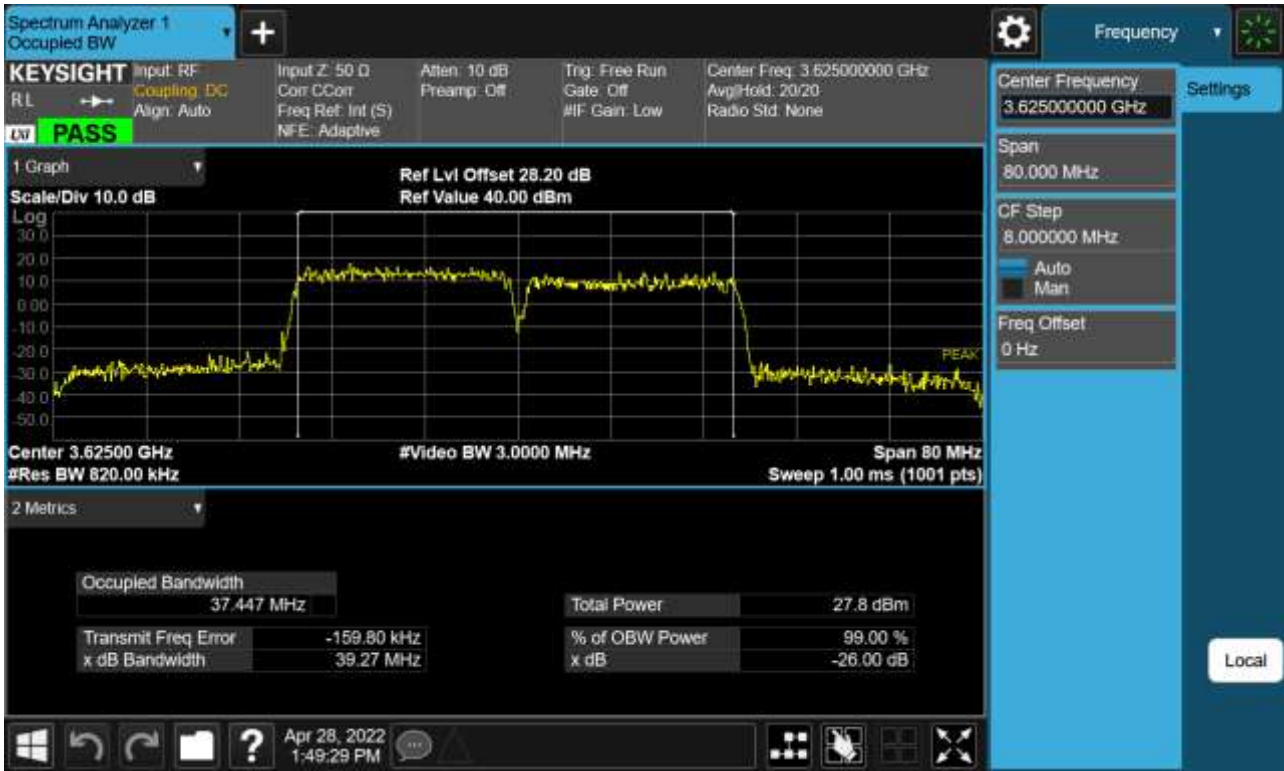 Spectrum Analyzer 1
Occupied BW
+
Frequency
KEYSIGHT
RL
LXI
PASS
Input: RF
Coupling: DC
Align: Auto
Input Z: 50 Ω
Corr CCorr
Freq Ref: Int (S)
NFE: Adaptive
Atten: 10 dB
Preamp: Off
Trig: Free Run
Gate: Off
#IF Gain: Low
Center Freq: 3.625000000 GHz
Avg|Hold: 20/20
Radio Std: None
Center Frequency
3.625000000 GHz
Settings
Span
80.000 MHz
CF Step
8.000000 MHz
Auto
Man
Freq Offset
0 Hz
Local
1 Graph
Scale/Div 10.0 dB
Ref Lvl Offset 28.20 dB
Ref Value 40.00 dBm
Log
30.0
20.0
10.0
0.00
-10.0
-20.0
-30.0
-40.0
-50.0
PEAK
Center 3.62500 GHz
#Video BW 3.0000 MHz
Span 80 MHz
#Res BW 820.00 kHz
Sweep 1.00 ms (1001 pts)
2 Metrics
Occupied Bandwidth
37.447 MHz
Total Power 27.8 dBm
Transmit Freq Error -159.80 kHz
% of OBW Power 99.00 %
x dB Bandwidth 39.27 MHz
x dB -26.00 dB
?
Apr 28, 2022
1:49:29 PM